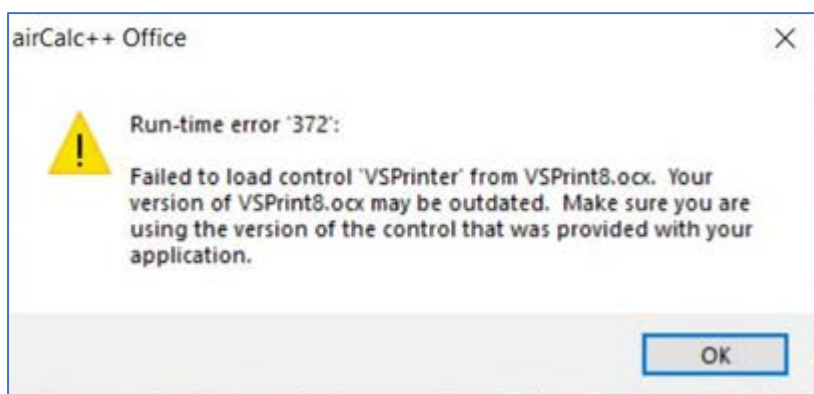 airCalc++ Office
Run-time error '372':
Failed to load control 'VSPrinter' from VSPrint8.ocx. Your
version of VSPrint8.ocx may be outdated. Make sure you are
using the version of the control that was provided with your
application.
OK